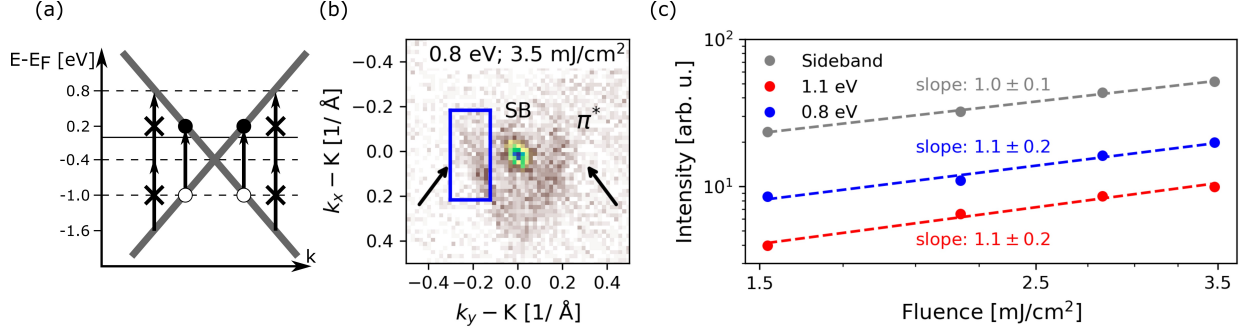 (a)
E-EF [eV]
0.8
0.2
-0.4
-1.0
-1.6
k
(b)
0.8 eV; 3.5 mJ/cm²
SB
π*
−0.4
−0.2
0.0
0.2
0.4
kx − K [1/ Å]
−0.4 −0.2 0.0 0.2 0.4
ky − K [1/ Å]
(c)
10²
10¹
Intensity [arb. u.]
Sideband
1.1 eV
0.8 eV
slope: 1.0 ± 0.1
slope: 1.1 ± 0.2
slope: 1.1 ± 0.2
1.5 2.5 3.5
Fluence [mJ/cm²]